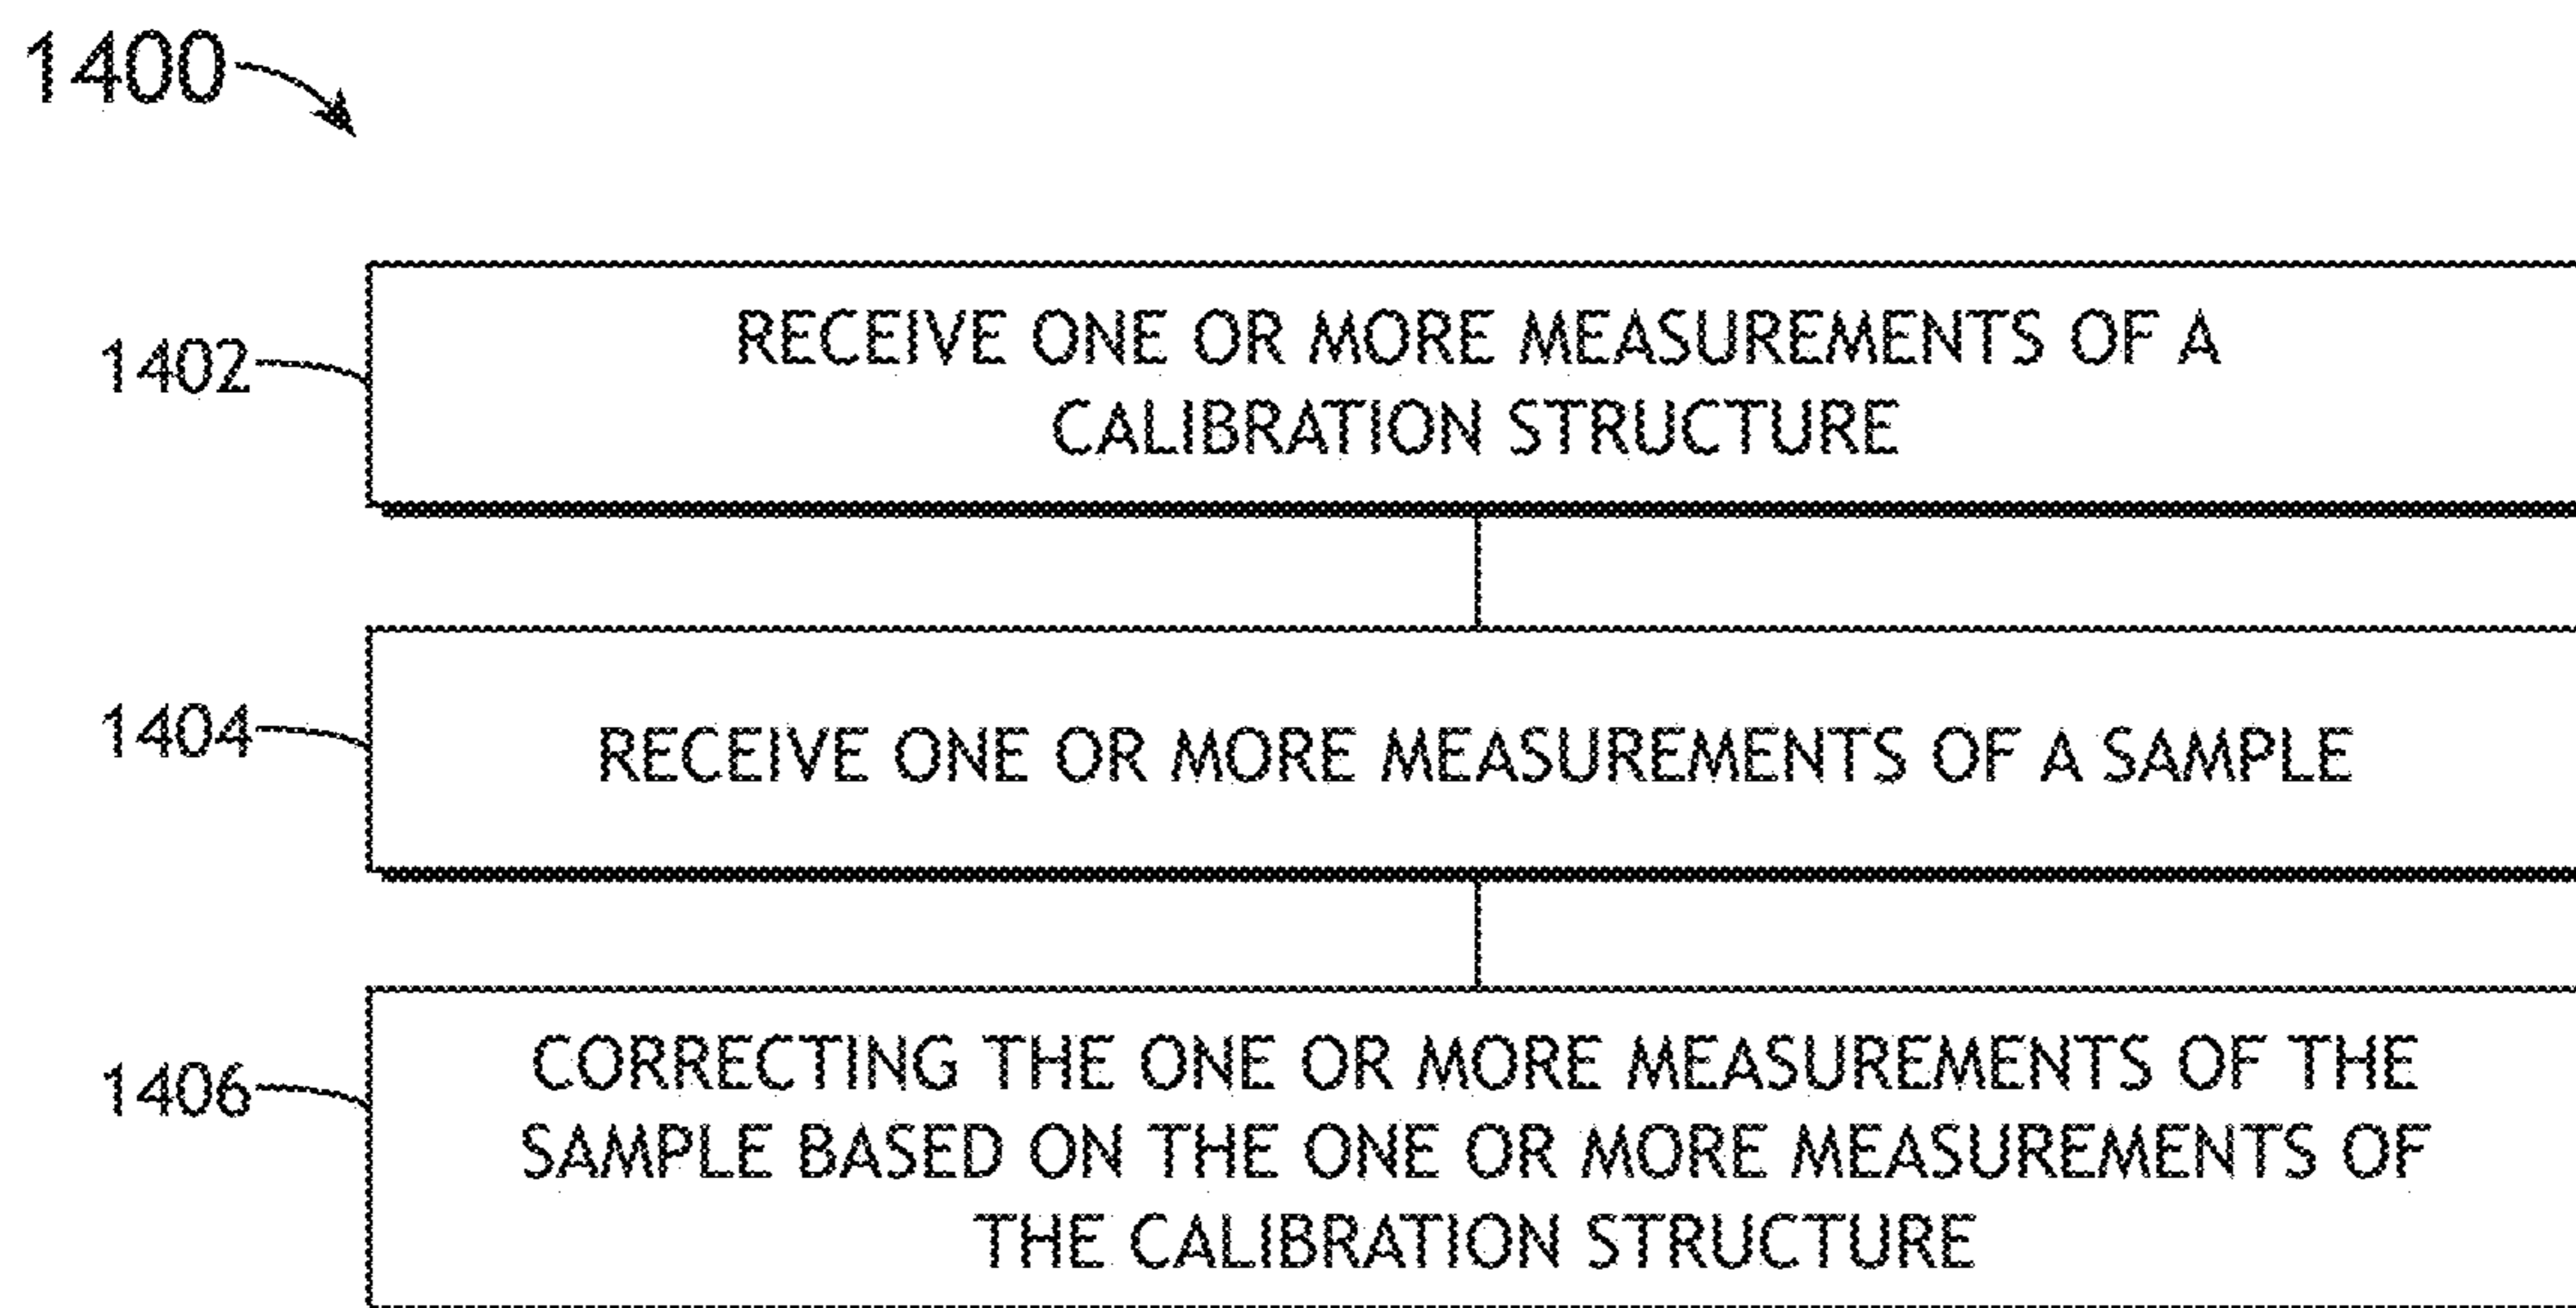 1400
1402
RECEIVE ONE OR MORE MEASUREMENTS OF A
CALIBRATION STRUCTURE
1404
RECEIVE ONE OR MORE MEASUREMENTS OF A SAMPLE
1406
CORRECTING THE ONE OR MORE MEASUREMENTS OF THE
SAMPLE BASED ON THE ONE OR MORE MEASUREMENTS OF
THE CALIBRATION STRUCTURE